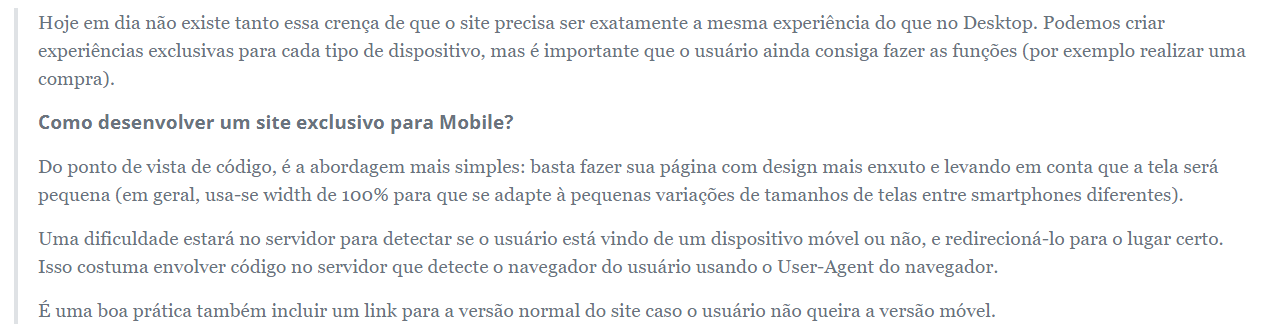 Hoje em dia não existe tanto essa crença de que o site precisa ser exatamente a mesma experiência do que no Desktop. Podemos criar
experiências exclusivas para cada tipo de dispositivo, mas é importante que o usuário ainda consiga fazer as funções (por exemplo realizar uma
compra).
Como desenvolver um site exclusivo para Mobile?
Do ponto de vista de código, é a abordagem mais simples: basta fazer sua página com design mais enxuto e levando em conta que a tela será
pequena (em geral, usa-se width de 100% para que se adapte à pequenas variações de tamanhos de telas entre smartphones diferentes).
Uma dificuldade estará no servidor para detectar se o usuário está vindo de um dispositivo móvel ou não, e redirecioná-lo para o lugar certo.
Isso costuma envolver código no servidor que detecte o navegador do usuário usando o User-Agent do navegador.
É uma boa prática também incluir um link para a versão normal do site caso o usuário não queira a versão móvel.